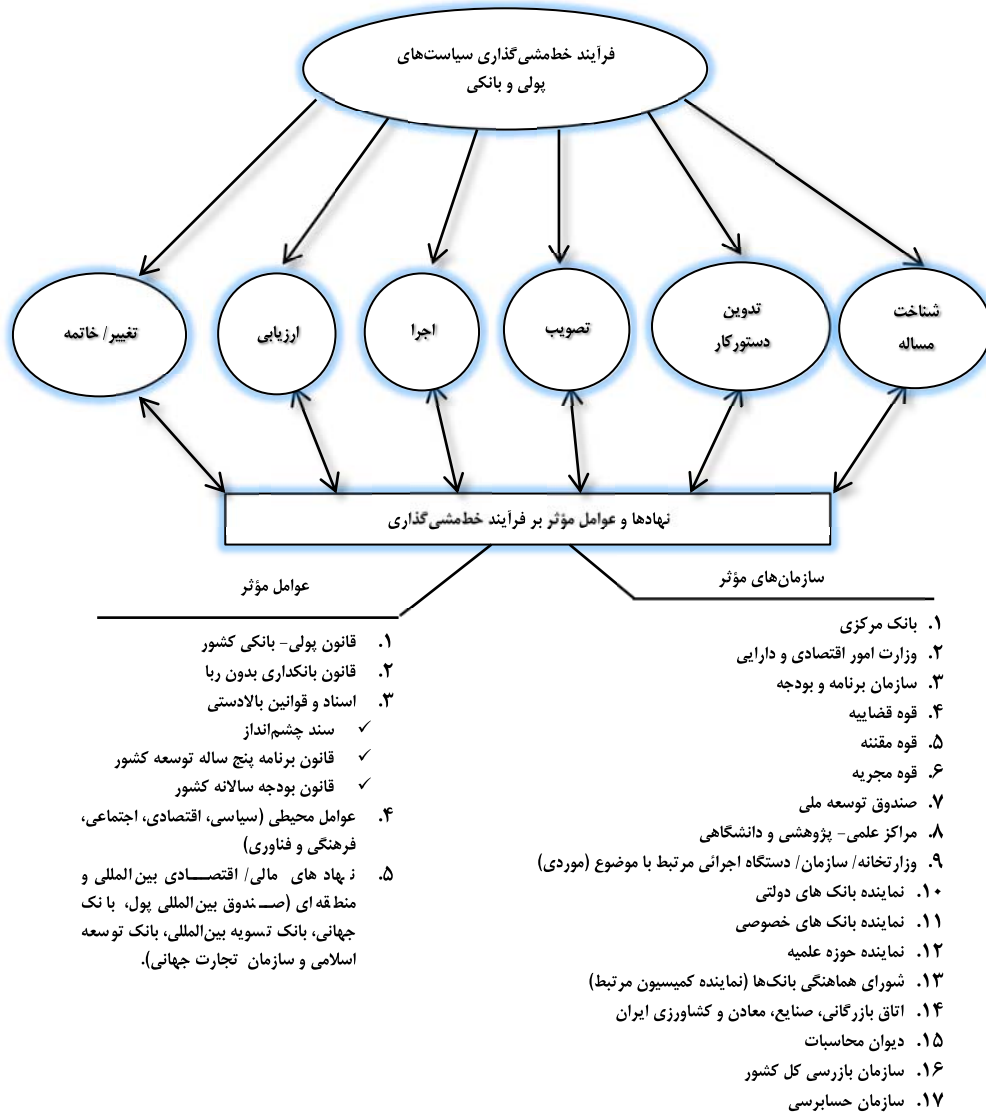 فرآیند خط‌مشی‌گذاری سیاست‌های
پولی و بانکی
شناخت
مساله
تدوین
دستورکار
تصویب
اجرا
ارزیابی
تغییر/ خاتمه
نهادها و عوامل مؤثر بر فرآیند خط‌مشی‌گذاری
سازمان‌های مؤثر
۱. بانک مرکزی
۲. وزارت امور اقتصادی و دارایی
۳. سازمان برنامه و بودجه
۴. قوه قضاییه
۵. قوه مقننه
۶. قوه مجریه
۷. صندوق توسعه ملی
۸. مراکز علمی- پژوهشی و دانشگاهی
۹. وزارتخانه/ سازمان/ دستگاه اجرائی مرتبط با موضوع (موردی)
۱۰. نماینده بانک های دولتی
۱۱. نماینده بانک های خصوصی
۱۲. نماینده حوزه علمیه
۱۳. شورای هماهنگی بانک‌ها (نماینده کمیسیون مرتبط)
۱۴. اتاق بازرگانی، صنایع، معادن و کشاورزی ایران
۱۵. دیوان محاسبات
۱۶. سازمان بازرسی کل کشور
۱۷. سازمان حسابرسی
عوامل مؤثر
۱. قانون پولی- بانکی کشور
۲. قانون بانکداری بدون ربا
۳. اسناد و قوانین بالادستی
✓ سند چشم‌انداز
✓ قانون برنامه پنج ساله توسعه کشور
✓ قانون بودجه سالانه کشور
۴. عوامل محیطی (سیاسی، اقتصادی، اجتماعی،
فرهنگی و فناوری)
۵. نهاد های مالی/ اقتصادی بین‌المللی و
منطقه ای (صندوق بین‌المللی پول، بانک
جهانی، بانک تسویه بین‌المللی، بانک توسعه
اسلامی و سازمان تجارت جهانی).